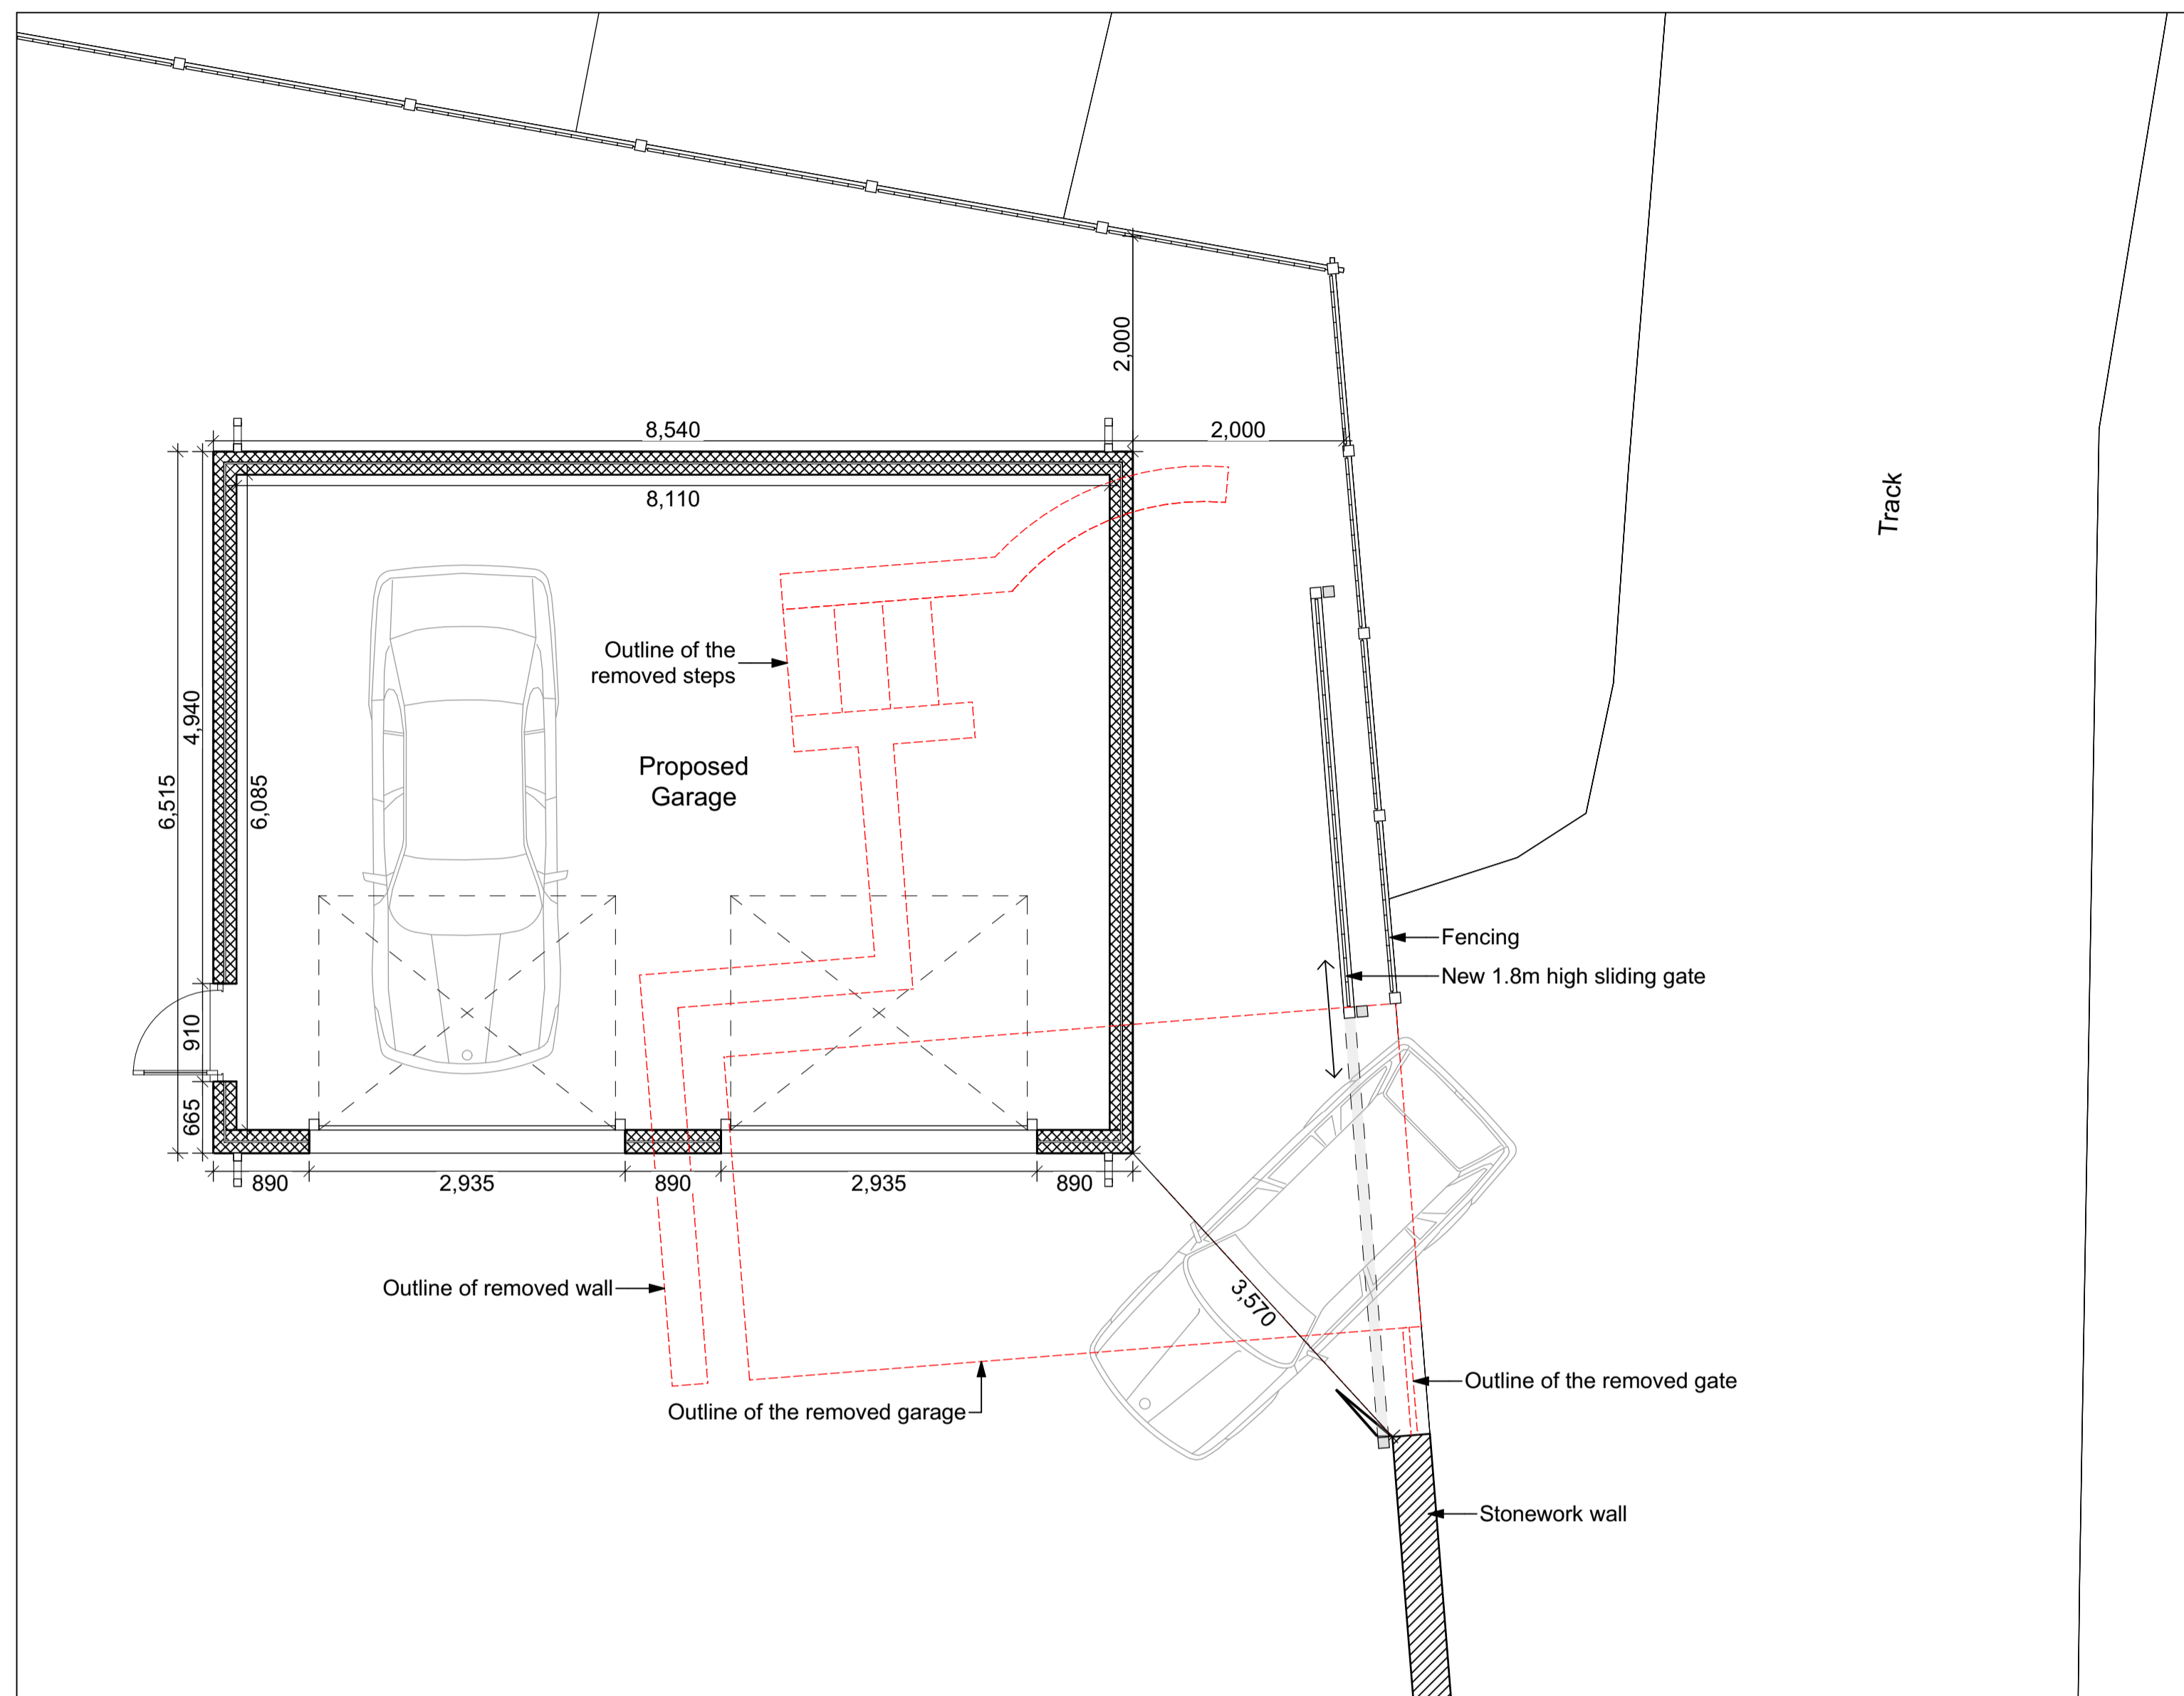 2,000
8,540
2,000
8,110
Track
Outline of the
removed steps
4,940
6,515
6,085
Proposed
Garage
Fencing
New 1.8m high sliding gate
910
665
890
2,935
890
2,935
890
Outline of removed wall
3,570
Outline of the removed gate
Outline of the removed garage
Stonework wall